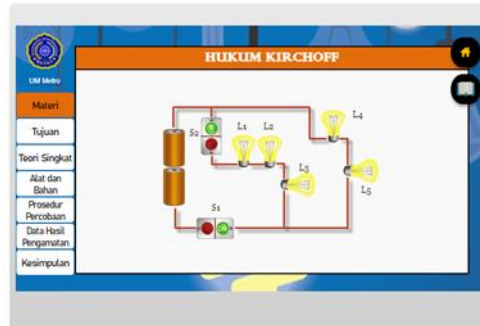 HUKUM KIRCHOFF
UM Metro
Materi
Tujuan
Teori Singkat
Alat dan
Bahan
Prosedur
Percobaan
Data Hasil
Pengamatan
Kesimpulan
S2
L1
L2
L3
L4
L5
S1